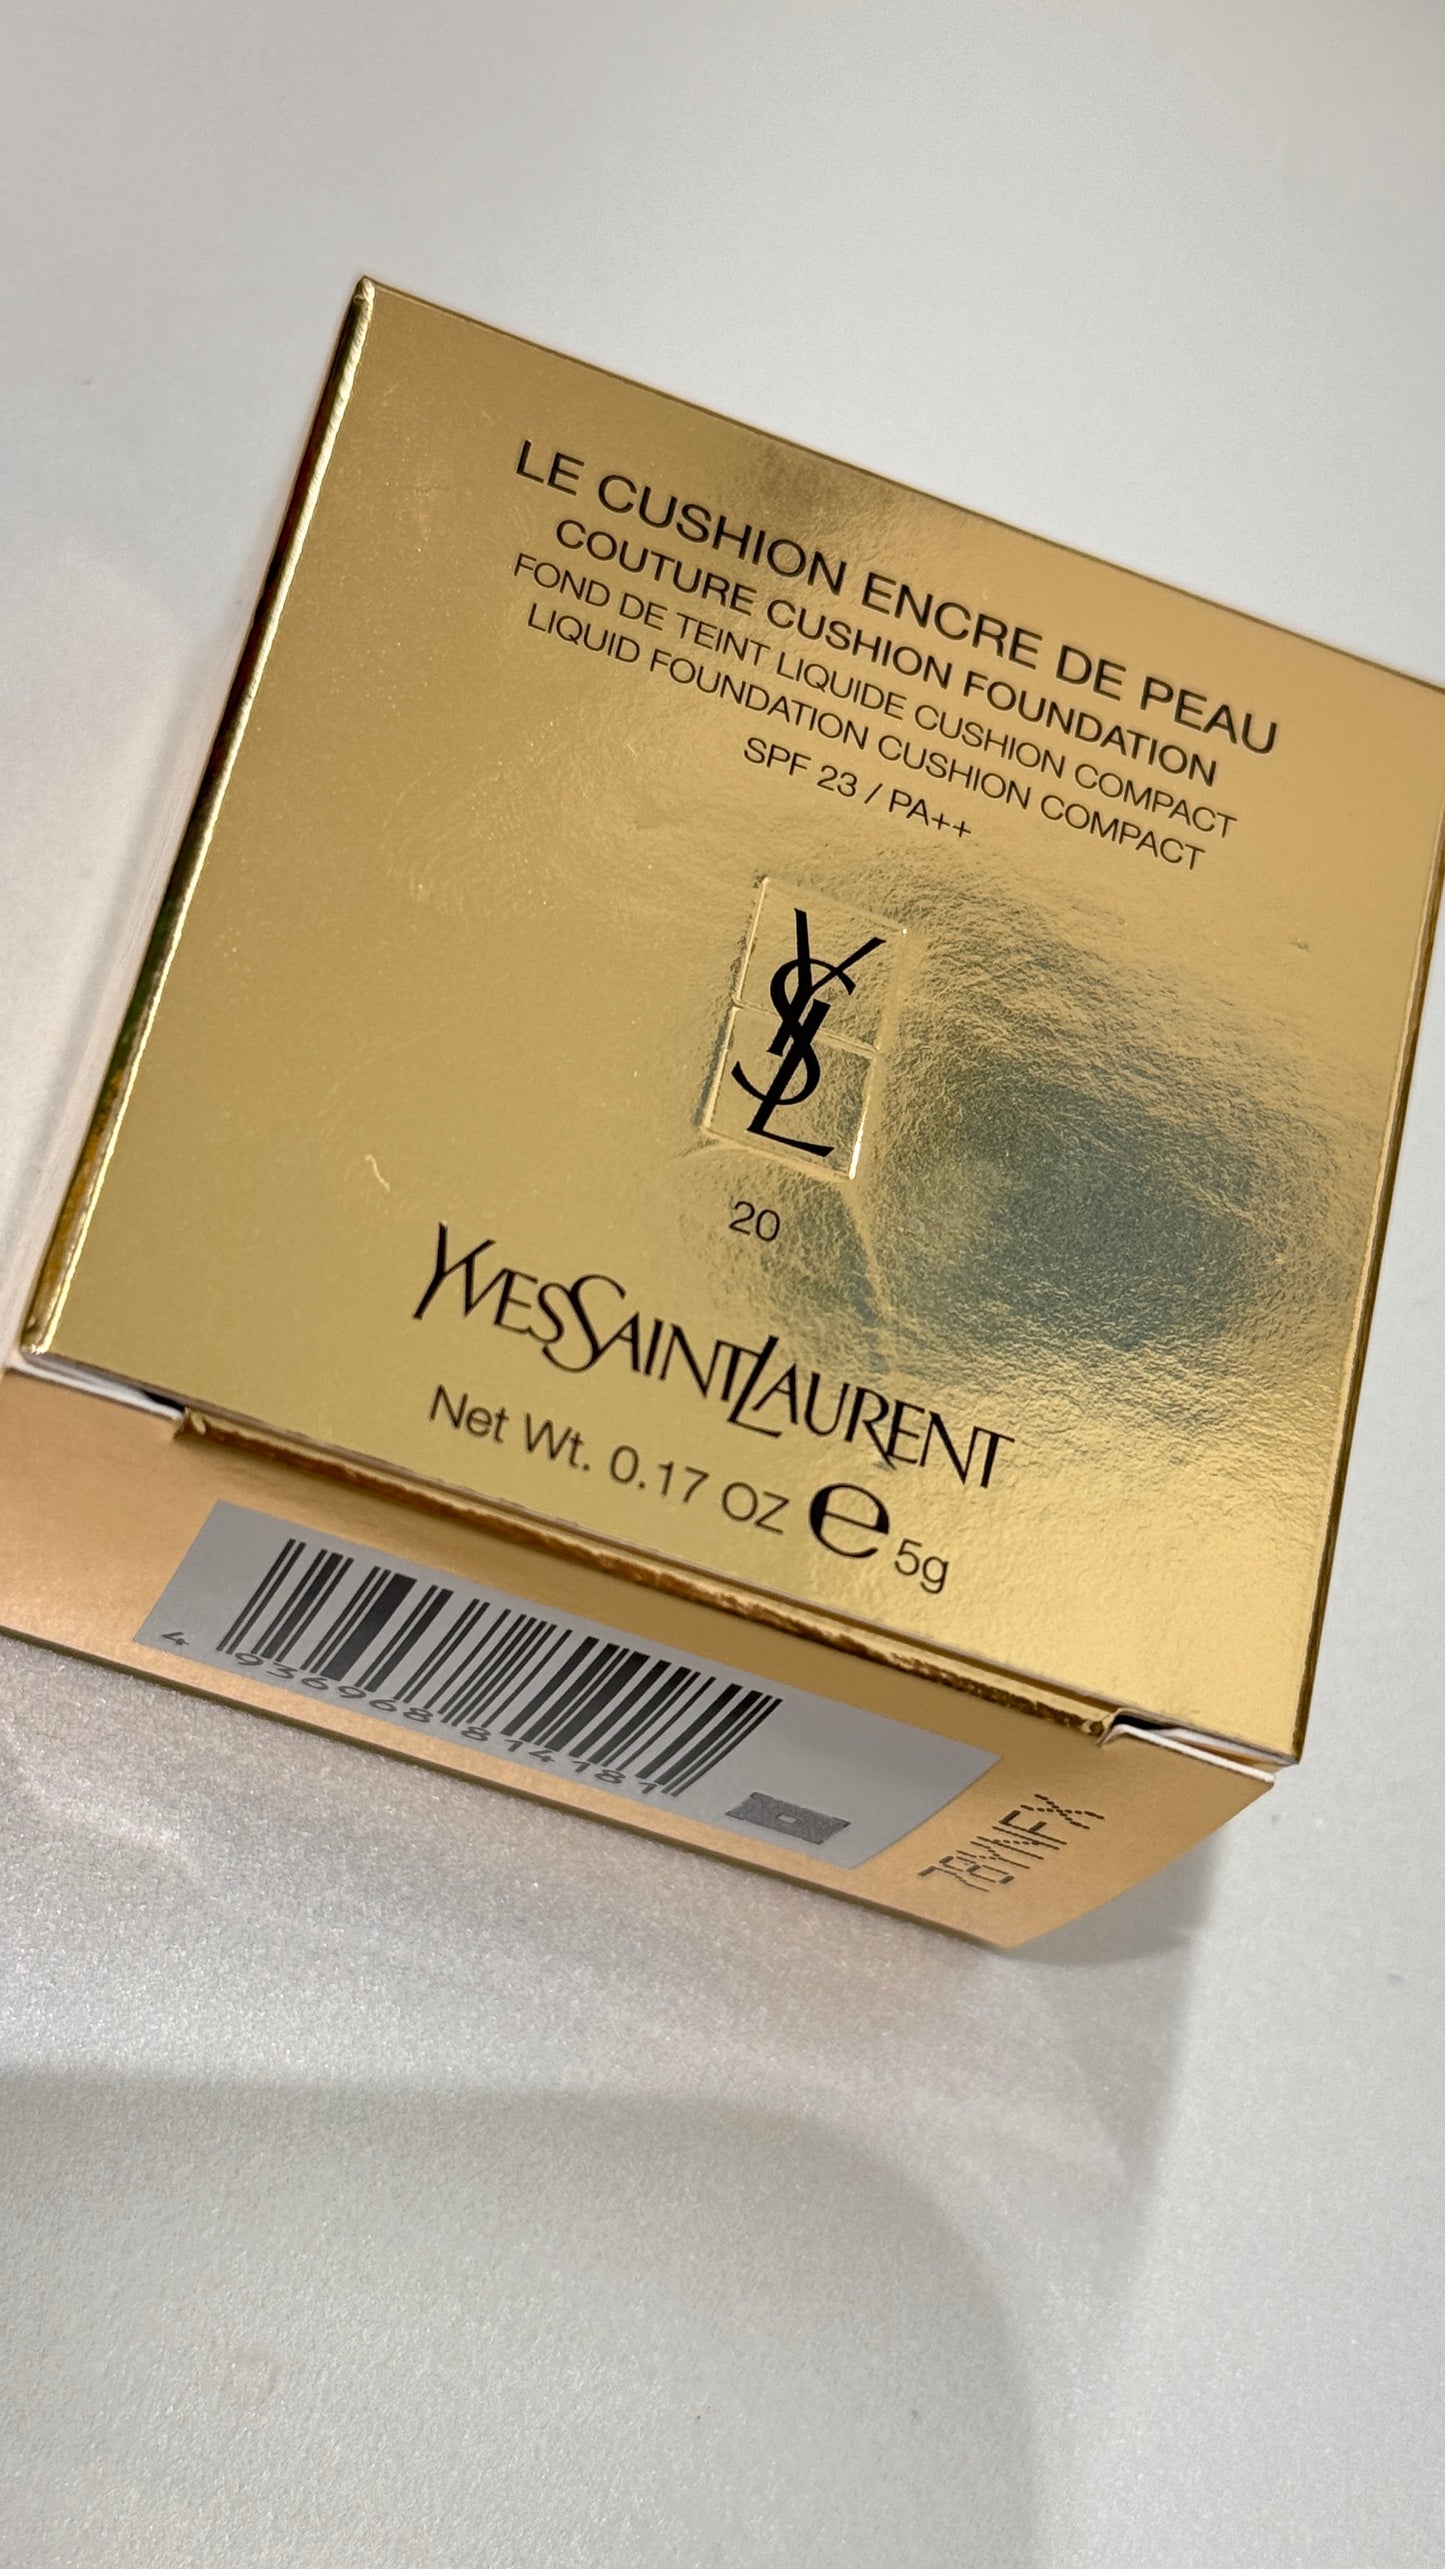 LE CUSHION ENCRE DE PEAU
COUTURE CUSHION FOUNDATION
FOND DE TEINT LIQUIDE CUSHION COMPACT
LIQUID FOUNDATION CUSHION COMPACT
SPF 23 / PA++
YSL
20
YVESSAINTLAURENT
Net Wt. 0.17 OZ e 5g
4 936968 814181
78YNFX